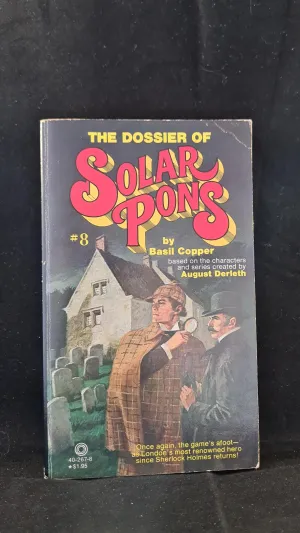 THE DOSSIER OF
SOLAR
PONS
#8
by
Basil Copper
based on the characters
and series created by
August Derleth
Once again, the game's afoot—
as London's most renowned hero
since Sherlock Holmes returns!
40-267-8
$1.95